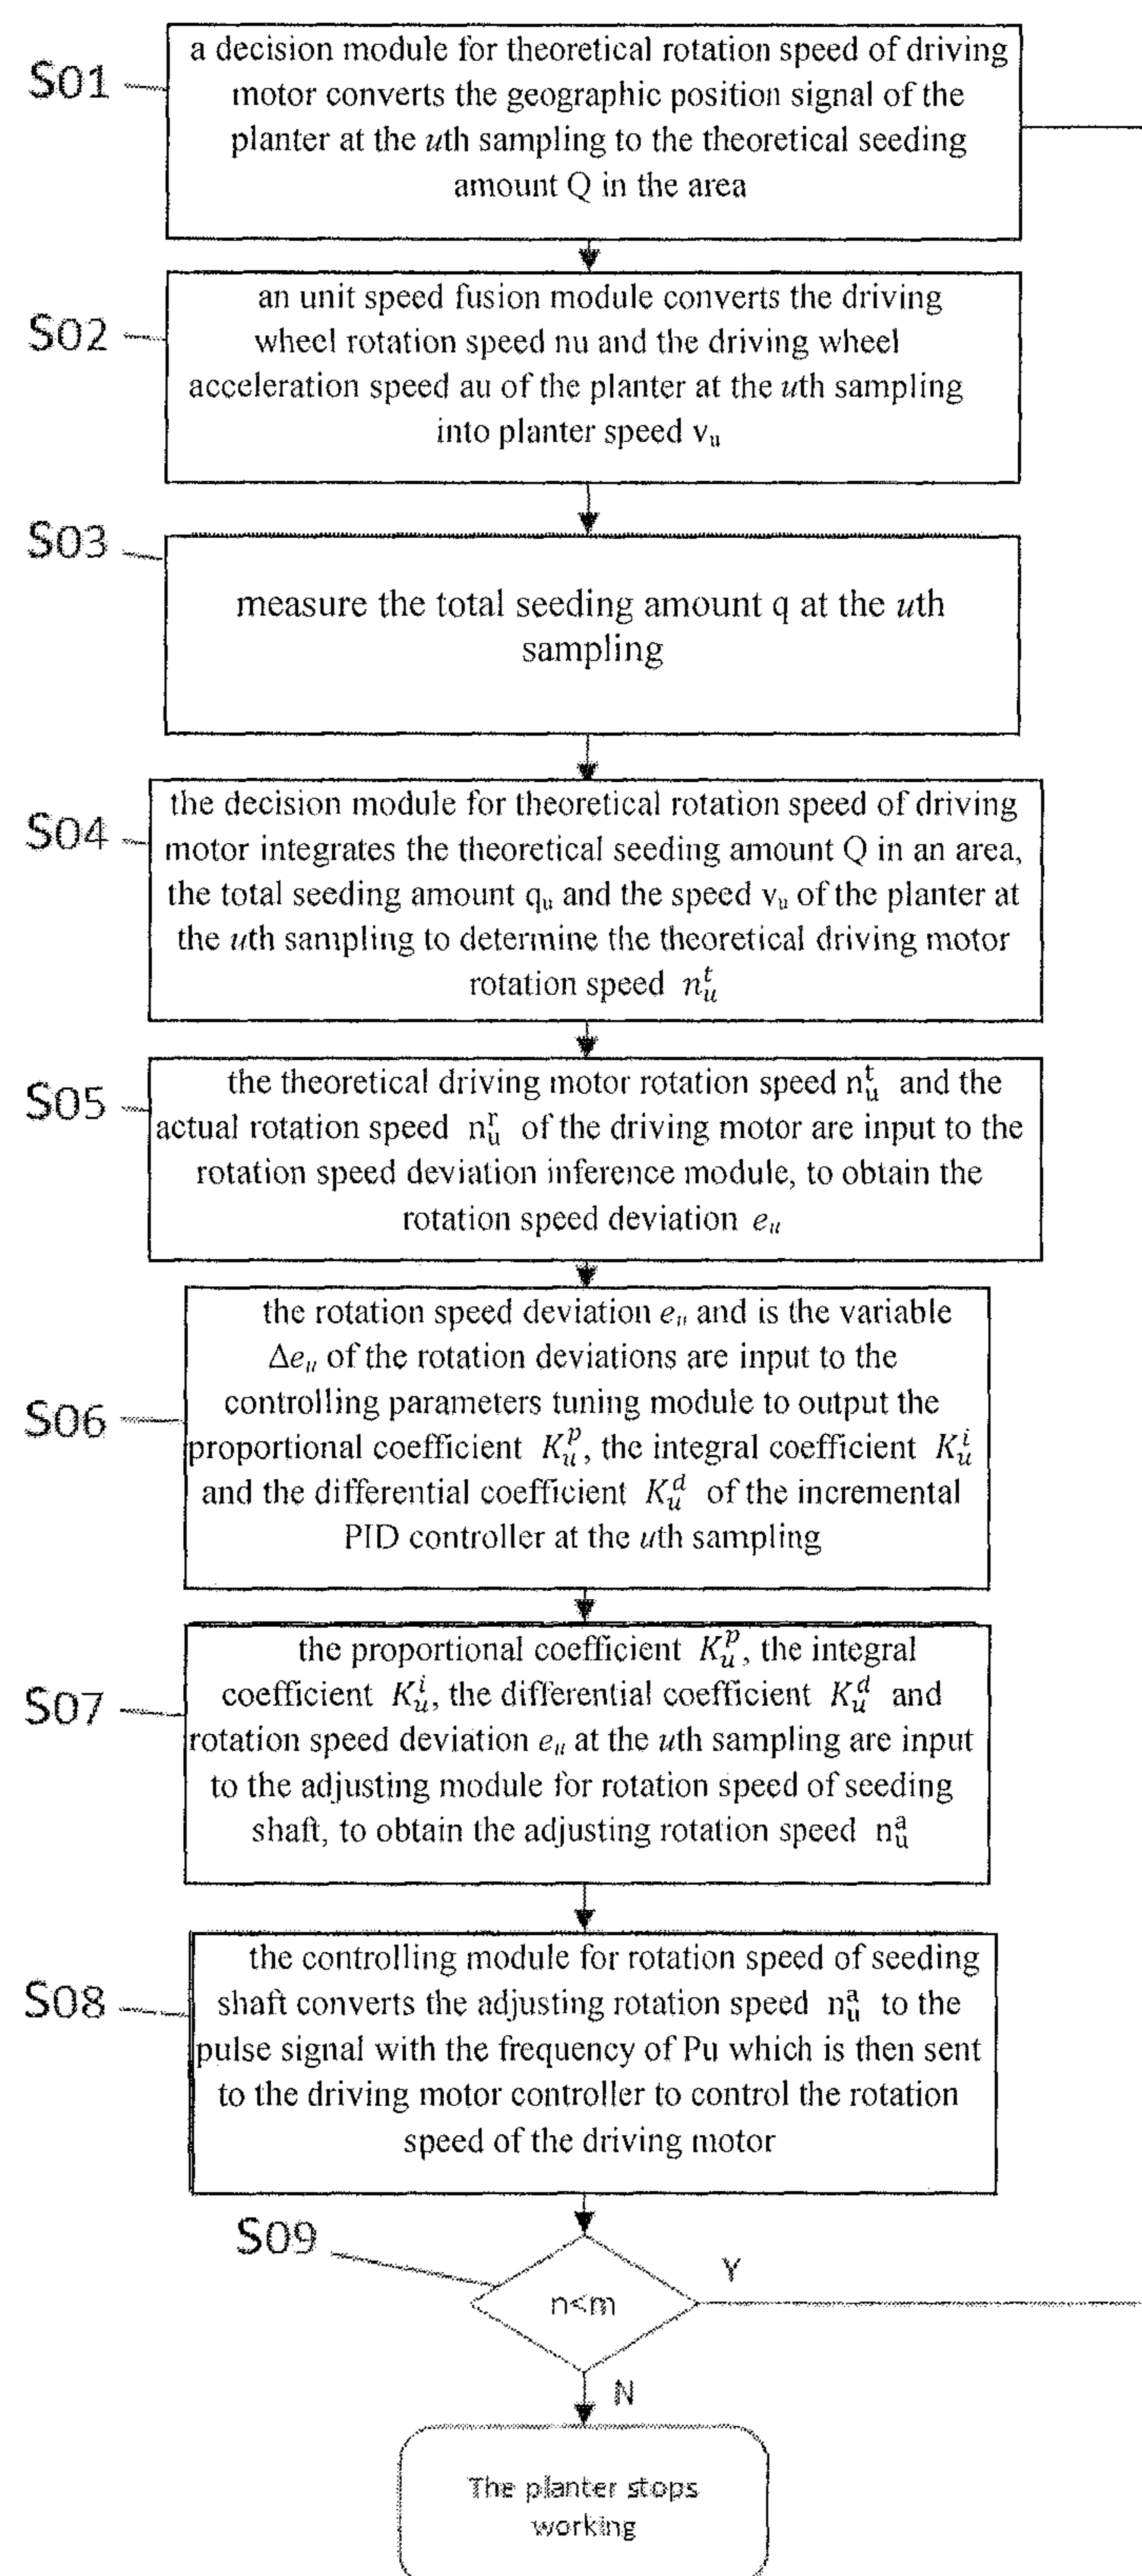 S01
a decision module for theoretical rotation speed of driving
motor converts the geographic position signal of the
planter at the uth sampling to the theoretical seeding
amount Q in the area
S02
an unit speed fusion module converts the driving
wheel rotation speed nu and the driving wheel
acceleration speed au of the planter at the uth sampling
into planter speed vᵤ
S03
measure the total seeding amount q at the uth
sampling
S04
the decision module for theoretical rotation speed of driving
motor integrates the theoretical seeding amount Q in an area,
the total seeding amount qᵤ and the speed vᵤ of the planter at
the uth sampling to determine the theoretical driving motor
rotation speed $n_u^t$
S05
the theoretical driving motor rotation speed $n_u^t$ and the
actual rotation speed $n_u^r$ of the driving motor are input to the
rotation speed deviation inference module, to obtain the
rotation speed deviation eᵤ
S06
the rotation speed deviation eᵤ and is the variable
Δeᵤ of the rotation deviations are input to the
controlling parameters tuning module to output the
proportional coefficient $K_u^p$, the integral coefficient $K_u^i$
and the differential coefficient $K_u^d$ of the incremental
PID controller at the uth sampling
S07
the proportional coefficient $K_u^p$, the integral
coefficient $K_u^i$, the differential coefficient $K_u^d$ and
rotation speed deviation eᵤ at the uth sampling are input
to the adjusting module for rotation speed of seeding
shaft, to obtain the adjusting rotation speed $n_u^a$
S08
the controlling module for rotation speed of seeding
shaft converts the adjusting rotation speed $n_u^a$ to the
pulse signal with the frequency of Pu which is then sent
to the driving motor controller to control the rotation
speed of the driving motor
S09
n<m
Y
N
The planter stops
working